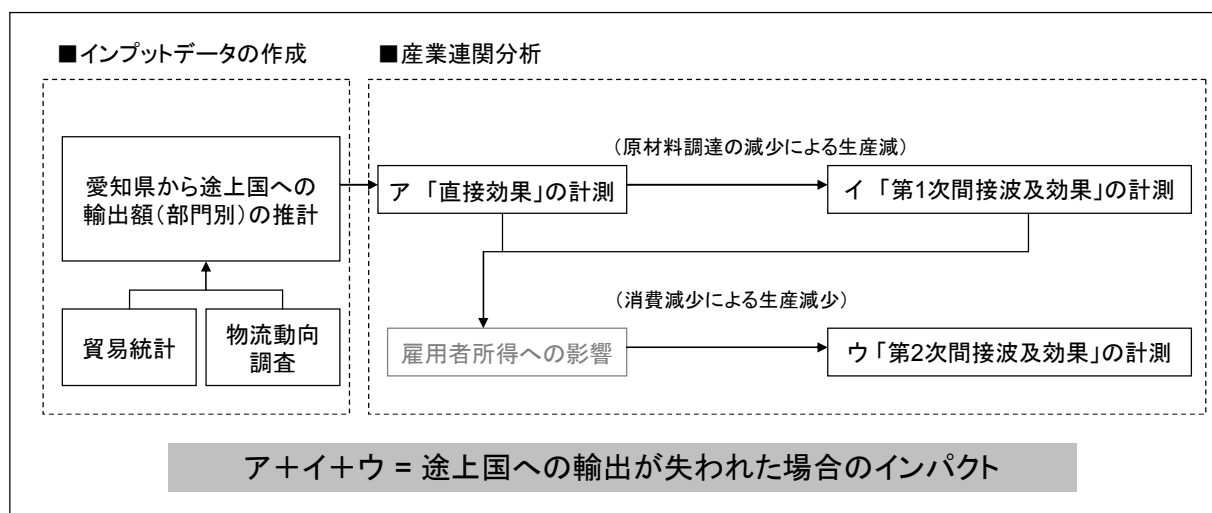 ■インプットデータの作成
■産業連関分析
愛知県から途上国への
輸出額（部門別）の推計
貿易統計
物流動向
調査
（原材料調達の減少による生産減）
ア 「直接効果」の計測
イ 「第1次間接波及効果」の計測
（消費減少による生産減少）
雇用者所得への影響
ウ 「第2次間接波及効果」の計測
ア＋イ＋ウ = 途上国への輸出が失われた場合のインパクト